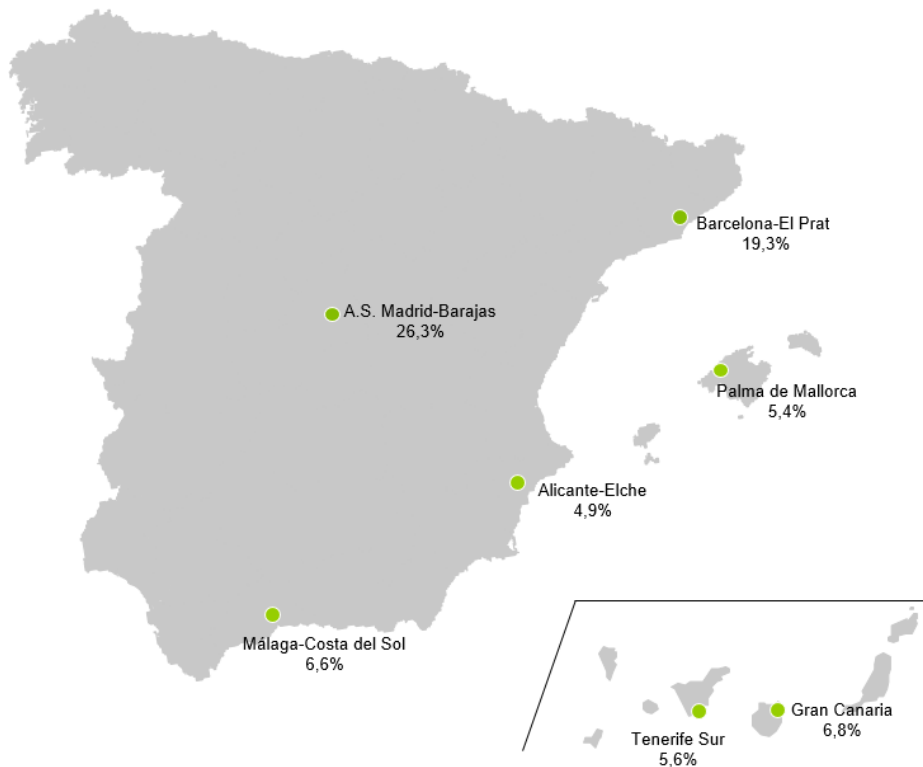 Barcelona-El Prat
19,3%
A.S. Madrid-Barajas
26,3%
Palma de Mallorca
5,4%
Alicante-Elche
4,9%
Málaga-Costa del Sol
6,6%
Gran Canaria
6,8%
Tenerife Sur
5,6%